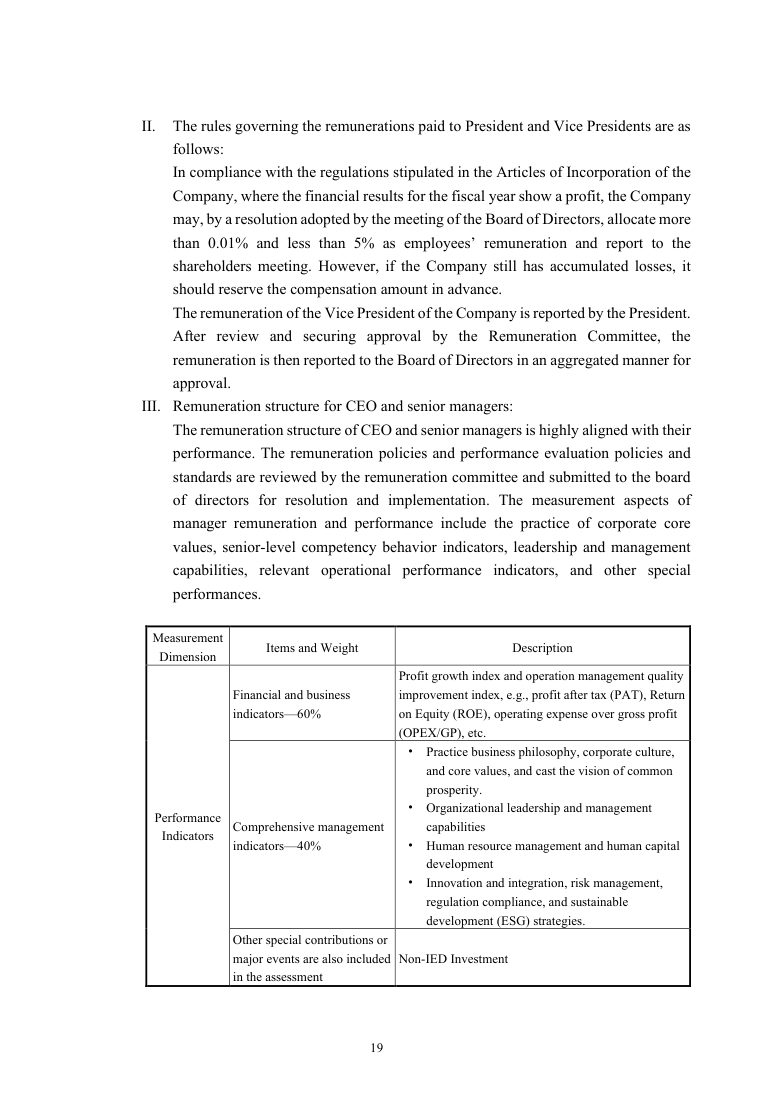 II. The rules governing the remunerations paid to President and Vice Presidents are as
follows:
In compliance with the regulations stipulated in the Articles of Incorporation of the
Company, where the financial results for the fiscal year show a profit, the Company
may, by a resolution adopted by the meeting of the Board of Directors, allocate more
than 0.01% and less than 5% as employees’ remuneration and report to the
shareholders meeting. However, if the Company still has accumulated losses, it
should reserve the compensation amount in advance.
The remuneration of the Vice President of the Company is reported by the President.
After review and securing approval by the Remuneration Committee, the
remuneration is then reported to the Board of Directors in an aggregated manner for
approval.
III. Remuneration structure for CEO and senior managers:
The remuneration structure of CEO and senior managers is highly aligned with their
performance. The remuneration policies and performance evaluation policies and
standards are reviewed by the remuneration committee and submitted to the board
of directors for resolution and implementation. The measurement aspects of
manager remuneration and performance include the practice of corporate core
values, senior-level competency behavior indicators, leadership and management
capabilities, relevant operational performance indicators, and other special
performances.
Measurement
Dimension
Items and Weight
Description
Performance
Indicators
Financial and business
indicators—60%
Profit growth index and operation management quality
improvement index, e.g., profit after tax (PAT), Return
on Equity (ROE), operating expense over gross profit
(OPEX/GP), etc.
Comprehensive management
indicators—40%
• Practice business philosophy, corporate culture,
and core values, and cast the vision of common
prosperity.
• Organizational leadership and management
capabilities
• Human resource management and human capital
development
• Innovation and integration, risk management,
regulation compliance, and sustainable
development (ESG) strategies.
Other special contributions or
major events are also included
in the assessment
Non-IED Investment
19